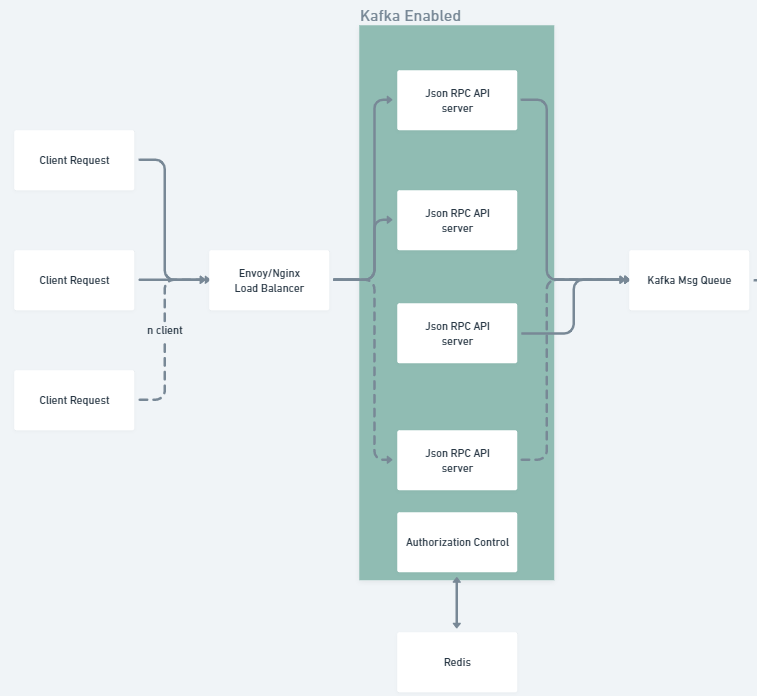 Kafka Enabled
Json RPC API
server
Client Request
Json RPC API
server
Client Request
Envoy/Nginx
Load Balancer
Kafka Msg Queue
n client
Json RPC API
server
Client Request
Json RPC API
server
Authorization Control
Redis